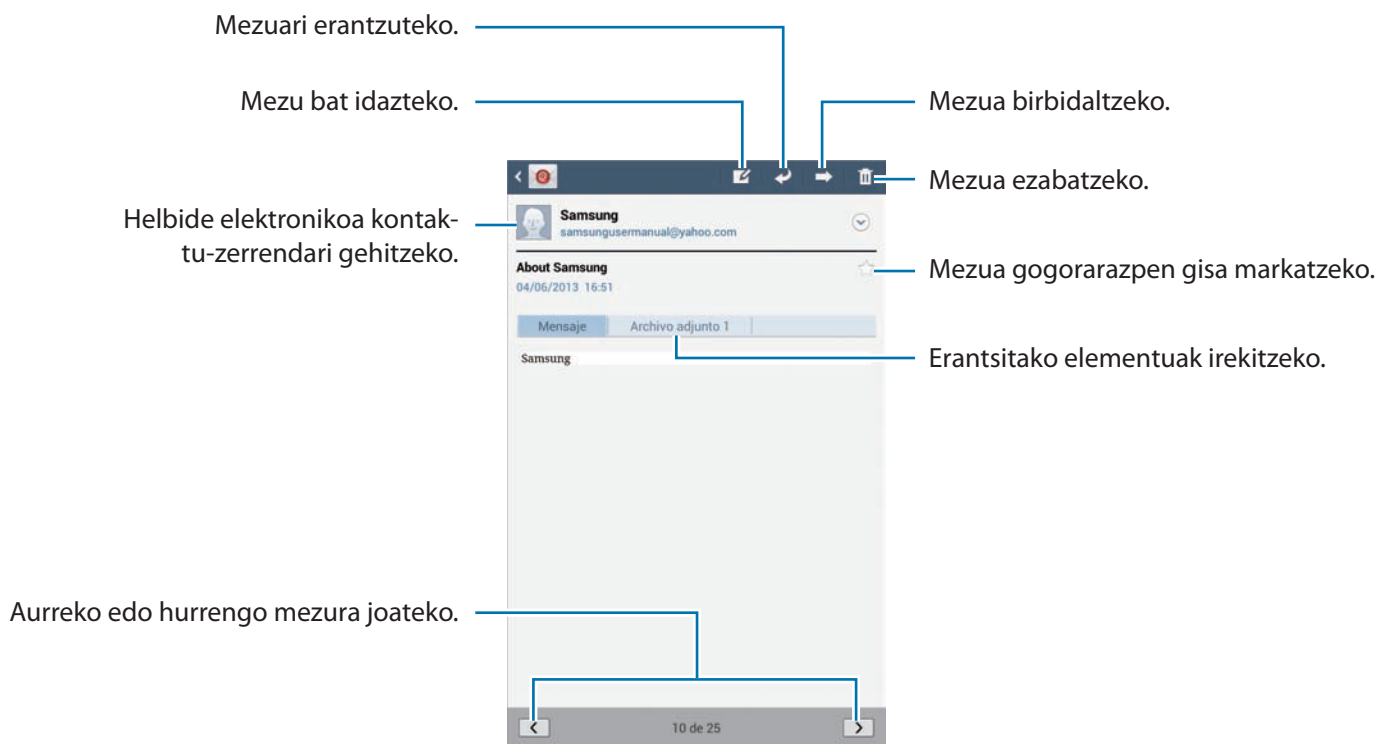 Mezuari erantzuteko.
Mezu bat idazteko.
Mezua birbidaltzeko.
Mezua ezabatzeko.
Helbide elektronikoa kontak-
tu-zerrendari gehitzeko.
Samsung
samsungusermanual@yahoo.com
About Samsung
04/06/2013 16:51
Mezua gogorarazpen gisa markatzeko.
Mensaje
Archivo adjunto 1
Samsung
Erantsitako elementuak irekitzeko.
Aurreko edo hurrengo mezura joateko.
10 de 25